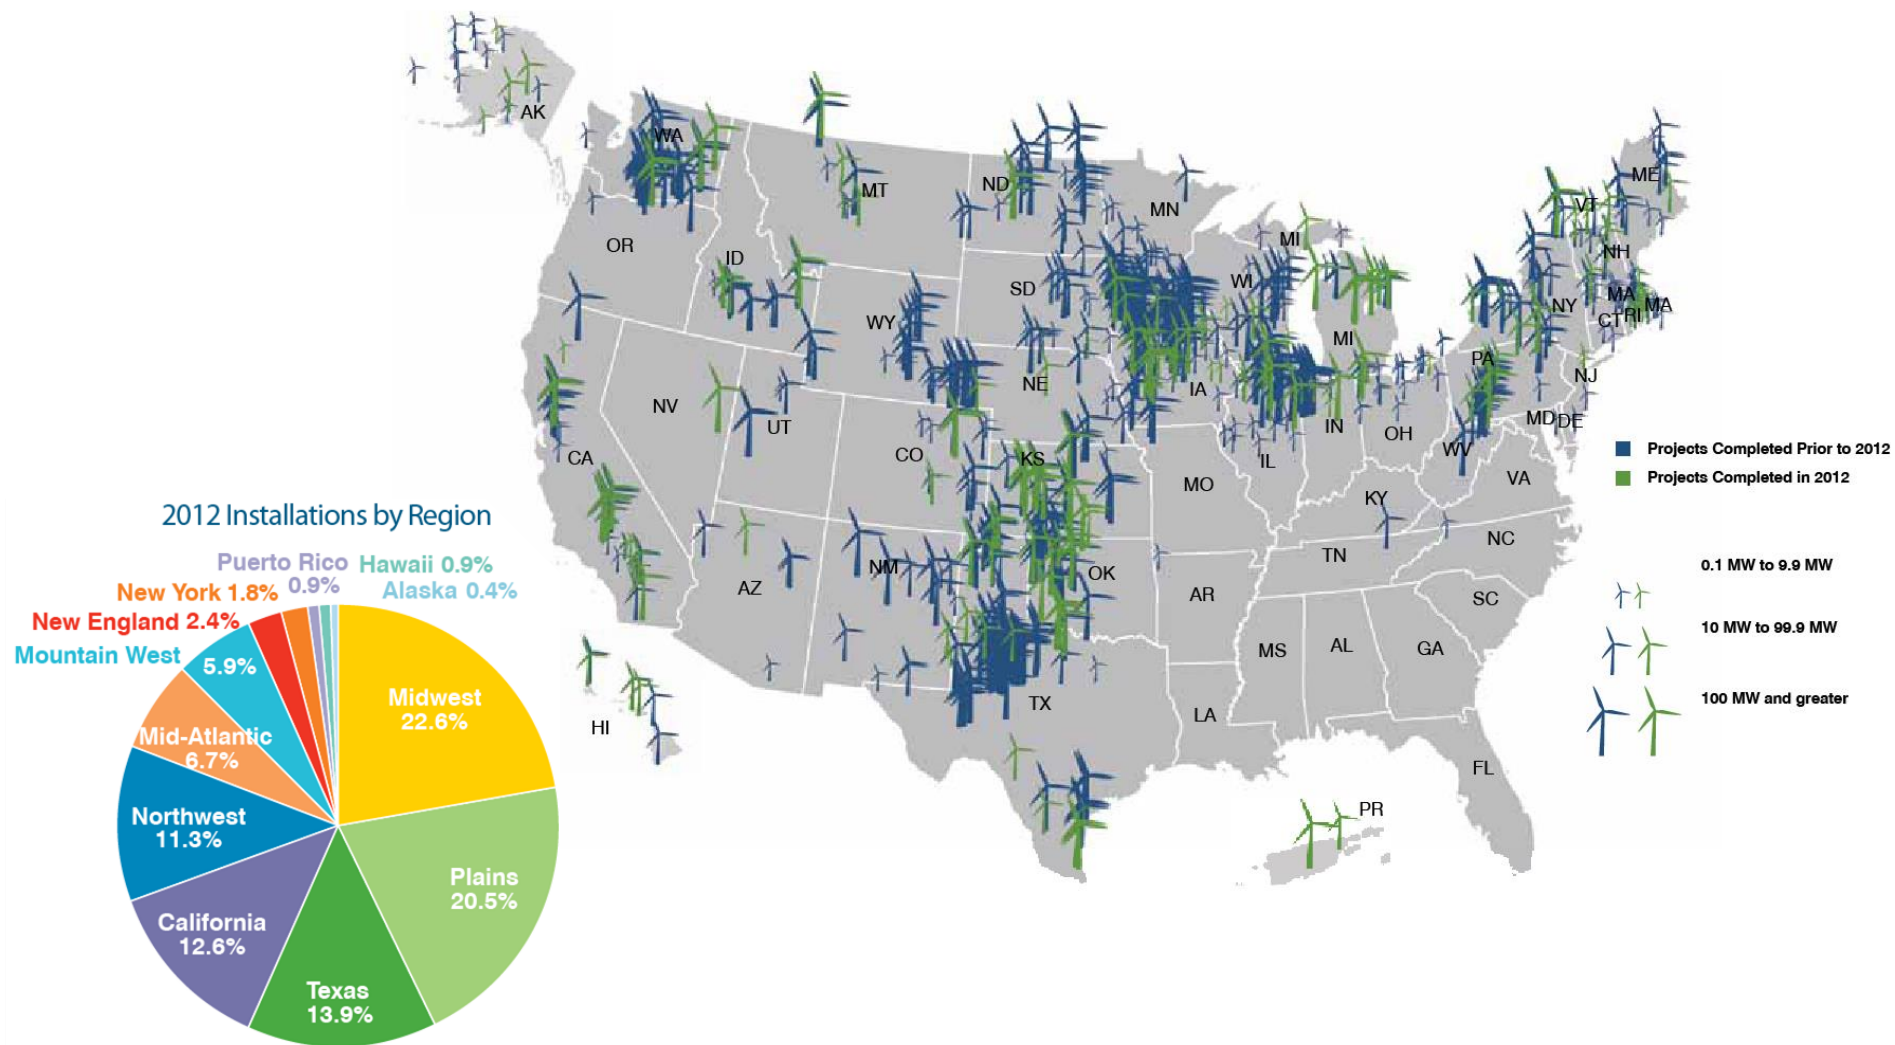 AK
WA
MT
ND
MN
ME
VT
OR
ID
MI
NH
SD
WI
WY
NY
MA
MA
CT
RI
MI
PA
NJ
NE
IA
NV
UT
IN
OH
MD
DE
CO
KS
IL
WV
CA
MO
VA
KY
NC
TN
AZ
NM
OK
AR
SC
MS
AL
GA
TX
LA
HI
FL
PR
Projects Completed Prior to 2012
Projects Completed in 2012
0.1 MW to 9.9 MW
10 MW to 99.9 MW
100 MW and greater
2012 Installations by Region
Puerto Rico
0.9%
Hawaii 0.9%
New York 1.8%
Alaska 0.4%
New England 2.4%
Mountain West
5.9%
Midwest
22.6%
Mid-Atlantic
6.7%
Northwest
11.3%
Plains
20.5%
California
12.6%
Texas
13.9%